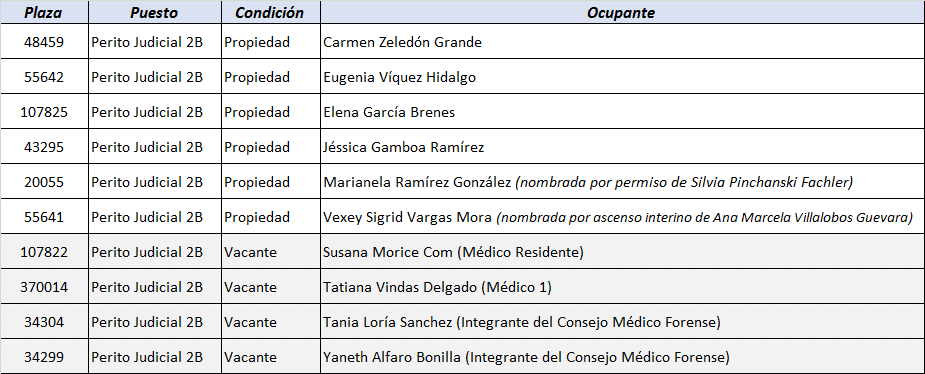 Plaza Puesto Condición Ocupante
48459 Perito Judicial 2B Propiedad Carmen Zeledón Grande
55642 Perito Judicial 2B Propiedad Eugenia Víquez Hidalgo
107825 Perito Judicial 2B Propiedad Elena García Brenes
43295 Perito Judicial 2B Propiedad Jéssica Gamboa Ramírez
20055 Perito Judicial 2B Propiedad Marianela Ramírez González (nombrada por permiso de Silvia Pinchanski Fachler)
55641 Perito Judicial 2B Propiedad Vexey Sigrid Vargas Mora (nombrada por ascenso interino de Ana Marcela Villalobos Guevara)
107822 Perito Judicial 2B Vacante Susana Morice Com (Médico Residente)
370014 Perito Judicial 2B Vacante Tatiana Vindas Delgado (Médico 1)
34304 Perito Judicial 2B Vacante Tania Loría Sanchez (Integrante del Consejo Médico Forense)
34299 Perito Judicial 2B Vacante Yaneth Alfaro Bonilla (Integrante del Consejo Médico Forense)